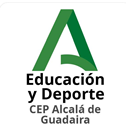 Educación
y Deporte
CEP Alcalá de
Guadaira